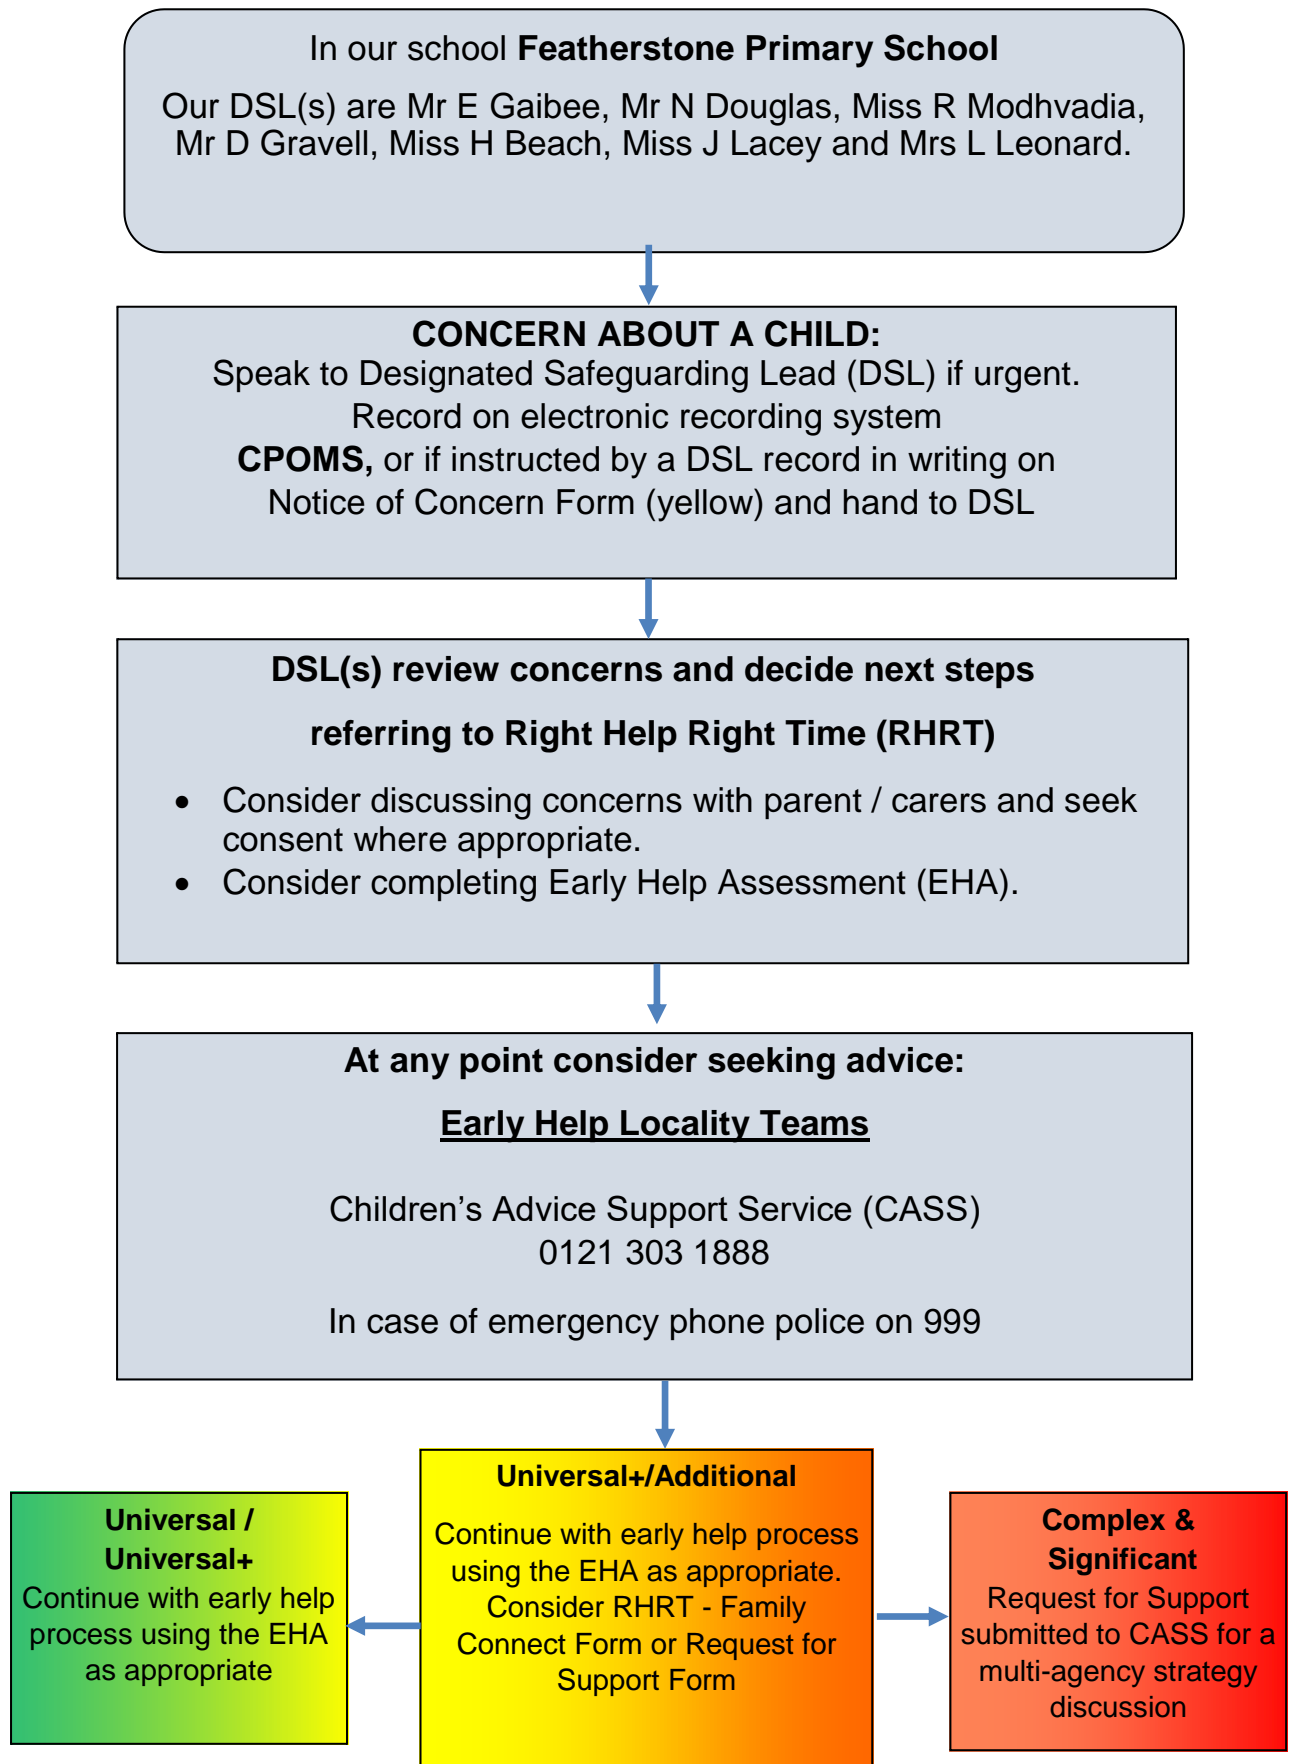 In our school Featherstone Primary School
Our DSL(s) are Mr E Gaibee, Mr N Douglas, Miss R Modhvadia,
Mr D Gravell, Miss H Beach, Miss J Lacey and Mrs L Leonard.
CONCERN ABOUT A CHILD:
Speak to Designated Safeguarding Lead (DSL) if urgent.
Record on electronic recording system
CPOMS, or if instructed by a DSL record in writing on
Notice of Concern Form (yellow) and hand to DSL
DSL(s) review concerns and decide next steps
referring to Right Help Right Time (RHRT)
• Consider discussing concerns with parent / carers and seek
consent where appropriate.
• Consider completing Early Help Assessment (EHA).
At any point consider seeking advice:
Early Help Locality Teams
Children’s Advice Support Service (CASS)
0121 303 1888
In case of emergency phone police on 999
Universal /
Universal+
Continue with early help
process using the EHA
as appropriate
Universal+/Additional
Continue with early help process
using the EHA as appropriate.
Consider RHRT - Family
Connect Form or Request for
Support Form
Complex &
Significant
Request for Support
submitted to CASS for a
multi-agency strategy
discussion